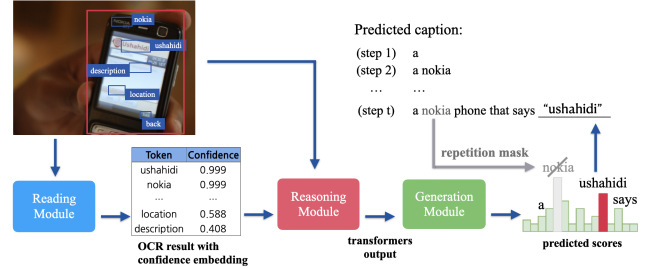 nokia
ushahidi
description
location
back
Ushahidi
Predicted caption:
(step 1) a
(step 2) a nokia
... ...
(step t) a nokia phone that says "ushahidi"
repetition mask
Reading Module
Token Confidence
ushahidi 0.999
nokia 0.999
... ...
location 0.588
description 0.408
OCR result with
confidence embedding
Reasoning
Module
transformers
output
Generation
Module
nokia
ushahidi
a
says
predicted scores